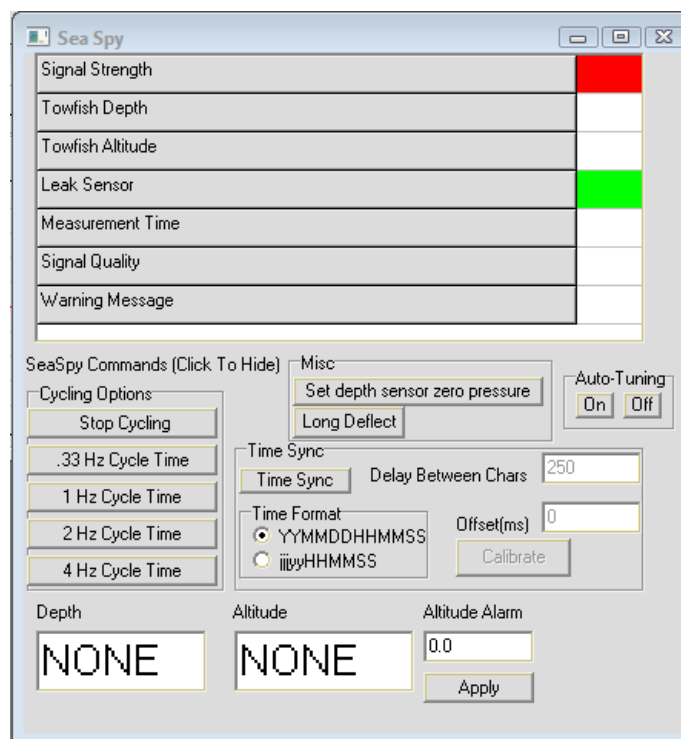 Sea Spy
Signal Strength
Towfish Depth
Towfish Altitude
Leak Sensor
Measurement Time
Signal Quality
Warning Message
SeaSpy Commands (Click To Hide)
Misc
Set depth sensor zero pressure
Long Deflect
Auto-Tuning
On Off
Cycling Options
Stop Cycling
.33 Hz Cycle Time
1 Hz Cycle Time
2 Hz Cycle Time
4 Hz Cycle Time
Time Sync
Time Sync Delay Between Chars 250
Time Format
YYMMDDHHMMSS
jjjyyHHMMSS
Offset(ms) 0
Calibrate
Depth Altitude Altitude Alarm
NONE NONE 0.0
Apply